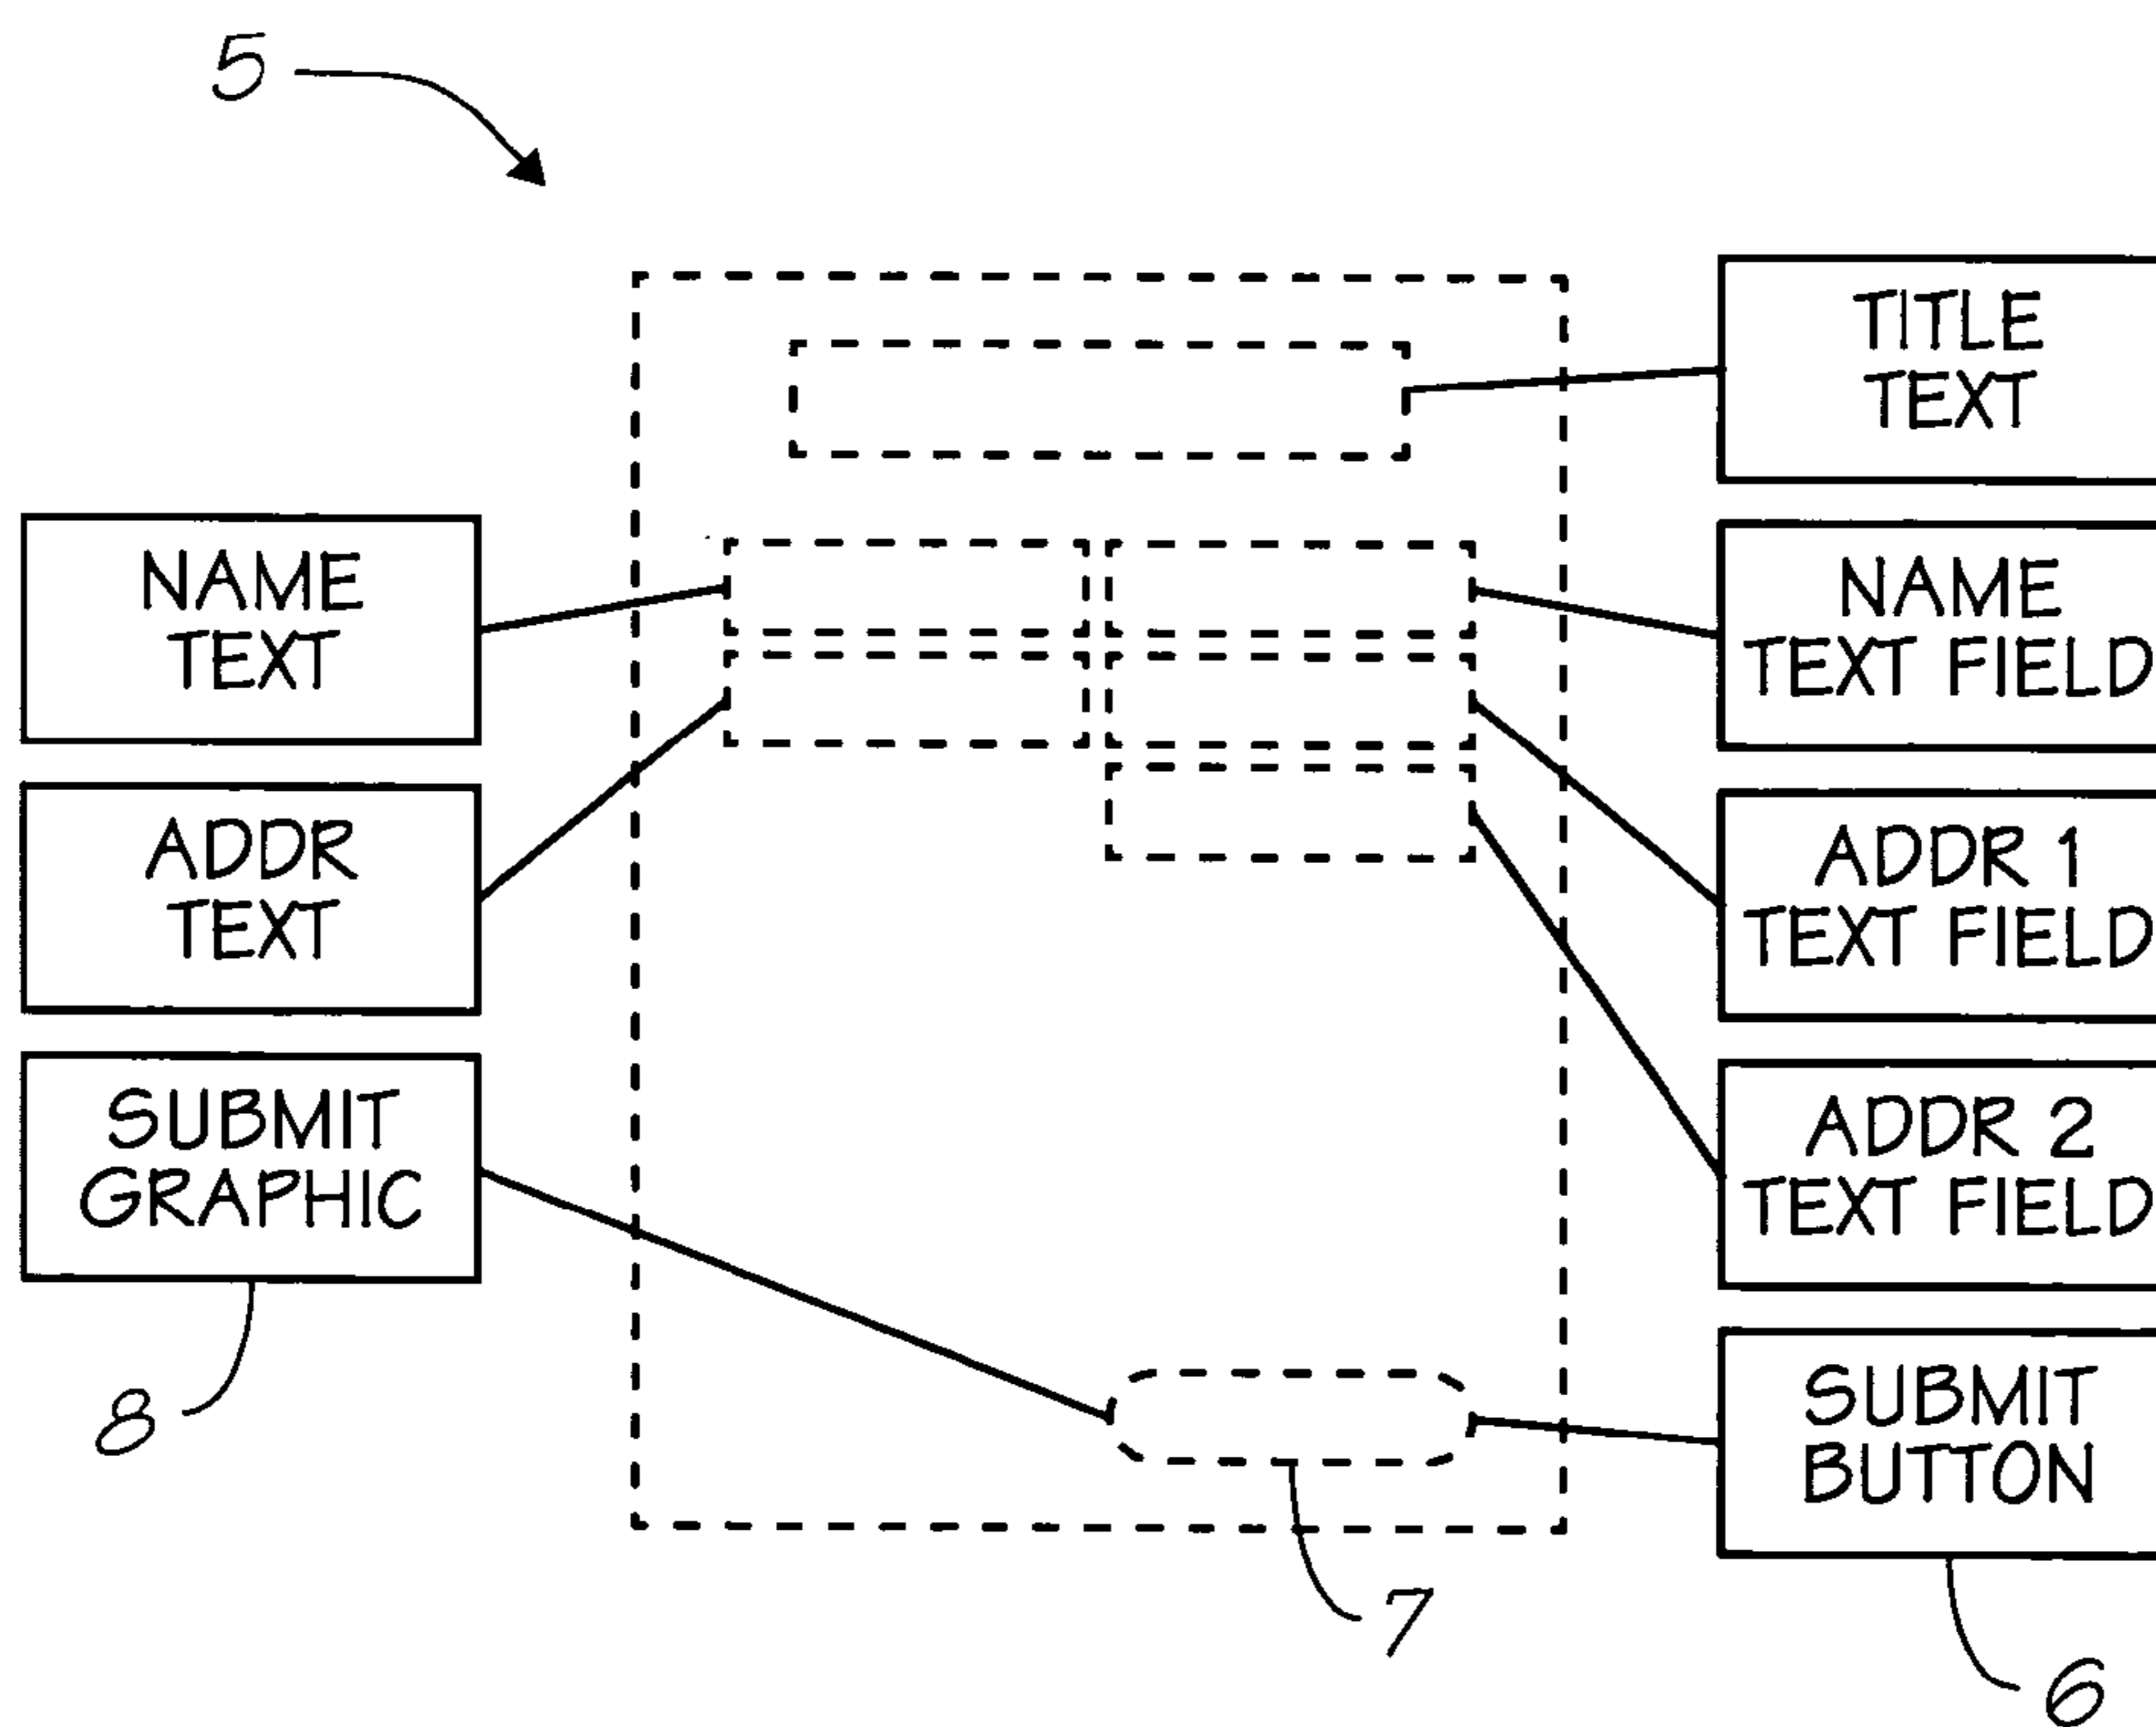 5
TITLE
TEXT
NAME
TEXT
NAME
TEXT FIELD
ADDR
TEXT
ADDR 1
TEXT FIELD
SUBMIT
GRAPHIC
ADDR 2
TEXT FIELD
8
SUBMIT
BUTTON
7
6